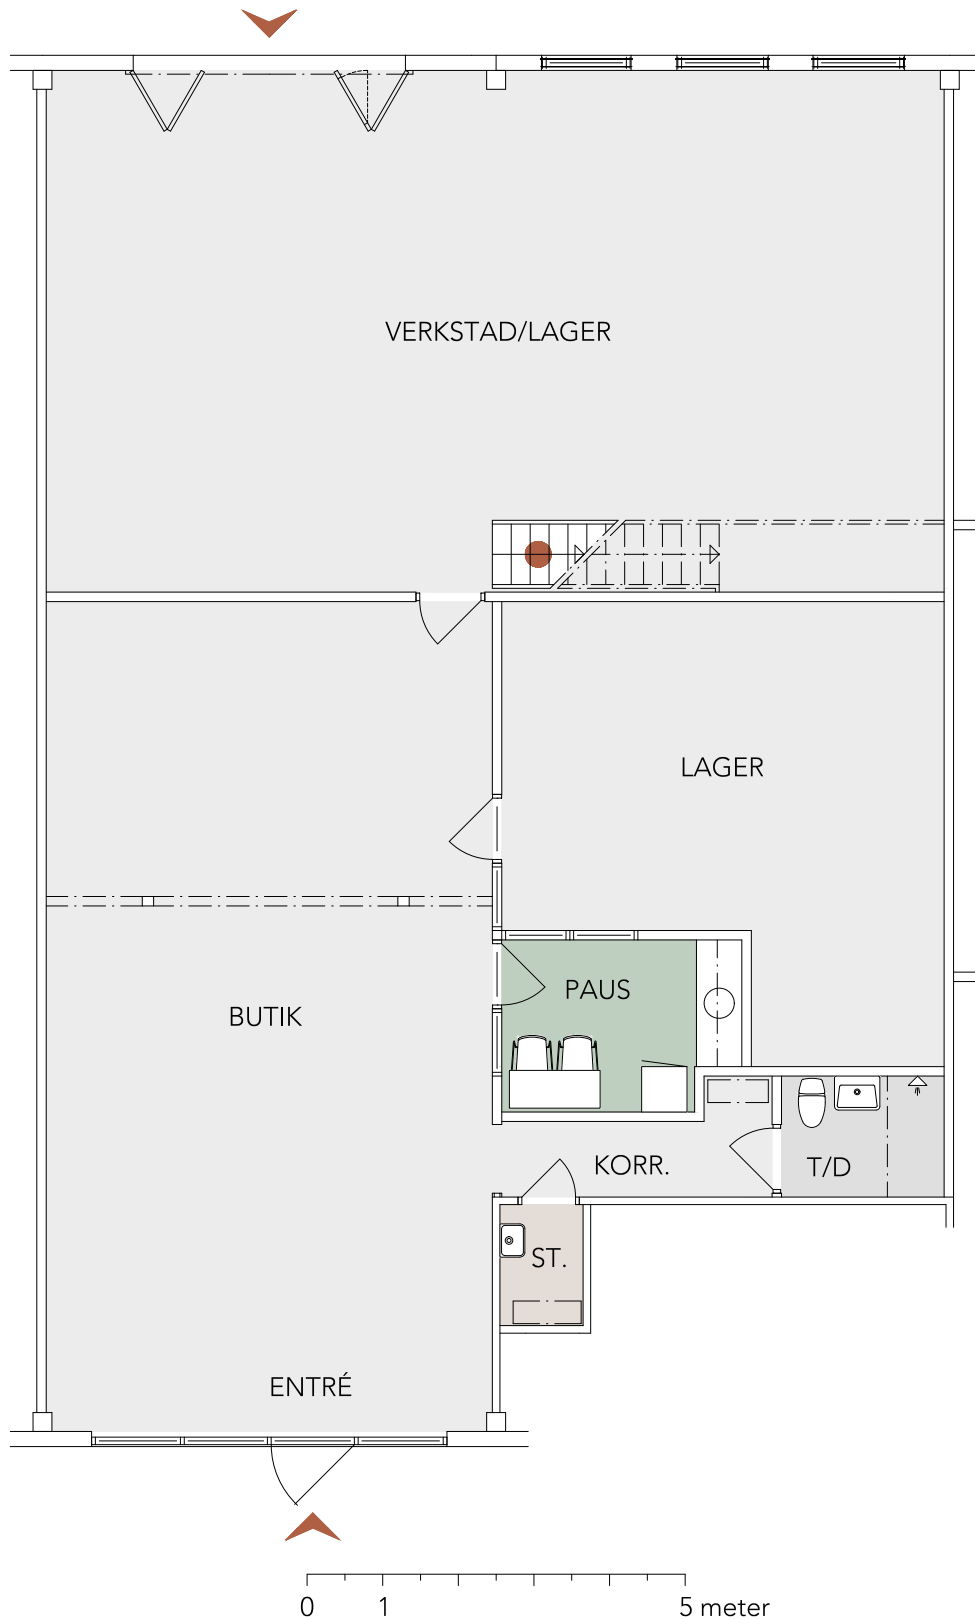 VERKSTAD/LAGER
LAGER
PAUS
BUTIK
KORR.
T/D
ST.
ENTRÉ
0 1 5 meter